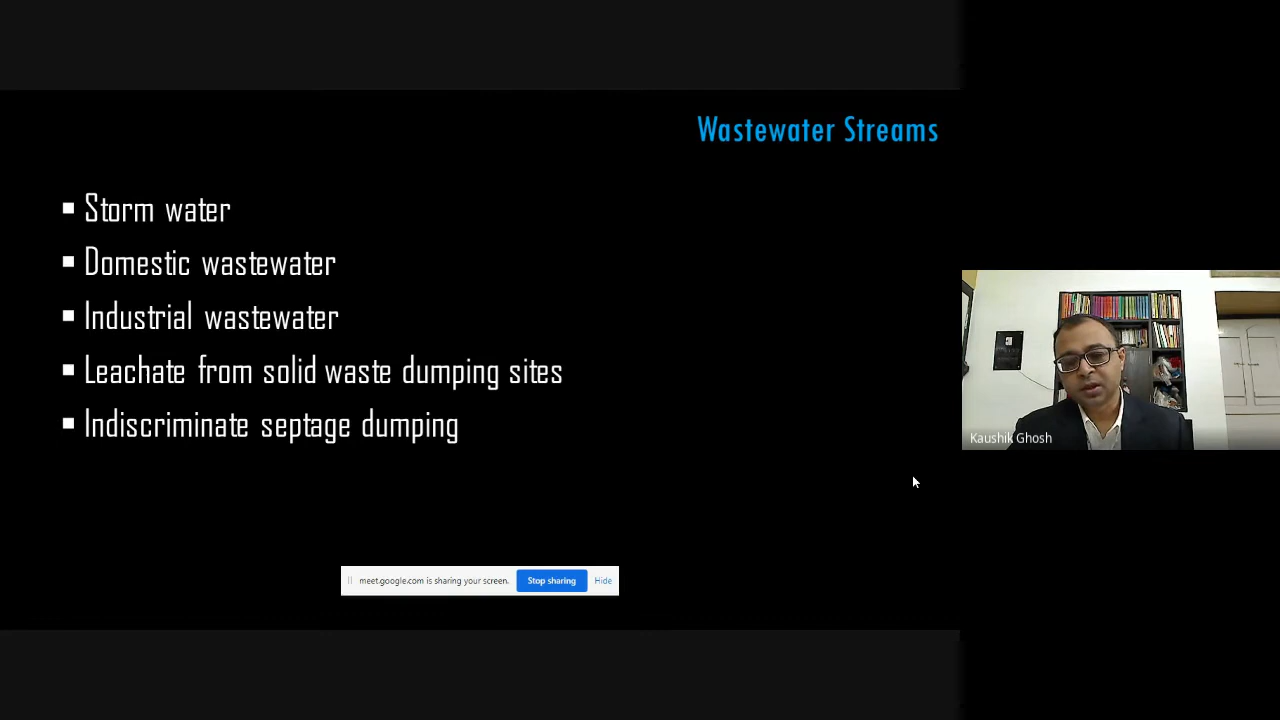 Wastewater Streams
▪ Storm water
▪ Domestic wastewater
▪ Industrial wastewater
▪ Leachate from solid waste dumping sites
▪ Indiscriminate septage dumping
Kaushik Ghosh
meet.google.com is sharing your screen. Stop sharing Hide